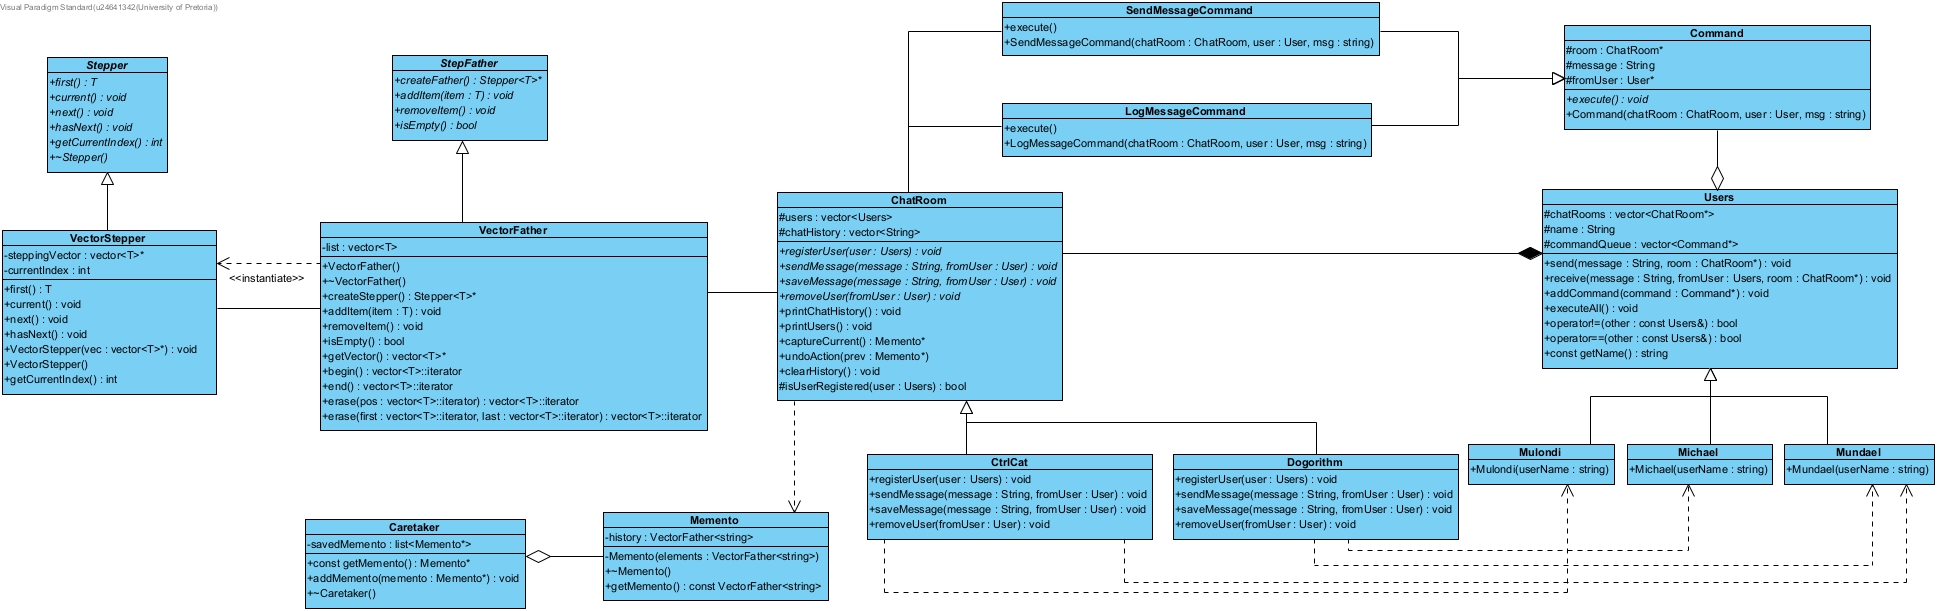 Visual Paradigm Standard(u24641342(University of Pretoria))
Stepper
+first() : T
+current() : void
+next() : void
+hasNext() : void
+getCurrentIndex() : int
+~Stepper()
StepFather
+createFather() : Stepper<T>*
+addItem(item : T) : void
+removeItem() : void
+isEmpty() : bool
SendMessageCommand
+execute()
+SendMessageCommand(chatRoom : ChatRoom, user : User, msg : string)
LogMessageCommand
+execute()
+LogMessageCommand(chatRoom : ChatRoom, user : User, msg : string)
Command
#room : ChatRoom*
#message : String
#fromUser : User*
+execute() : void
+Command(chatRoom : ChatRoom, user : User, msg : string)
VectorStepper
-steppingVector : vector<T>*
-currentIndex : int
+first() : T
+current() : void
+next() : void
+hasNext() : void
+VectorStepper(vec : vector<T>*) : void
+VectorStepper()
+getCurrentIndex() : int
<<instantiate>>
VectorFather
-list : vector<T>
+VectorFather()
+~VectorFather()
+createStepper() : Stepper<T>*
+addItem(item : T) : void
+removeItem() : void
+isEmpty() : bool
+getVector() : vector<T>*
+begin() : vector<T>::iterator
+end() : vector<T>::iterator
+erase(pos : vector<T>::iterator) : vector<T>::iterator
+erase(first : vector<T>::iterator, last : vector<T>::iterator) : vector<T>::iterator
ChatRoom
#users : vector<Users>
#chatHistory : vector<String>
+registerUser(user : Users) : void
+sendMessage(message : String, fromUser : User) : void
+saveMessage(message : String, fromUser : User) : void
+removeUser(fromUser : User) : void
+printChatHistory() : void
+printUsers() : void
+captureCurrent() : Memento*
+undoAction(prev : Memento*)
+clearHistory() : void
#isUserRegistered(user : Users) : bool
Users
#chatRooms : vector<ChatRoom*>
#name : String
#commandQueue : vector<Command*>
+send(message : String, room : ChatRoom*) : void
+receive(message : String, fromUser : Users, room : ChatRoom*) : void
+addCommand(command : Command*) : void
+executeAll() : void
+operator!=(other : const Users&) : bool
+operator==(other : const Users&) : bool
+const getName() : string
CtrlCat
+registerUser(user : Users) : void
+sendMessage(message : String, fromUser : User) : void
+saveMessage(message : String, fromUser : User) : void
+removeUser(fromUser : User) : void
Dogorithm
+registerUser(user : Users) : void
+sendMessage(message : String, fromUser : User) : void
+saveMessage(message : String, fromUser : User) : void
+removeUser(fromUser : User) : void
Mulondi
+Mulondi(userName : string)
Michael
+Michael(userName : string)
Mundael
+Mundael(userName : string)
Caretaker
-savedMemento : list<Memento*>
+const getMemento() : Memento*
+addMemento(memento : Memento*) : void
+~Caretaker()
Memento
-history : VectorFather<string>
-Memento(elements : VectorFather<string>)
+~Memento()
+getMemento() : const VectorFather<string>